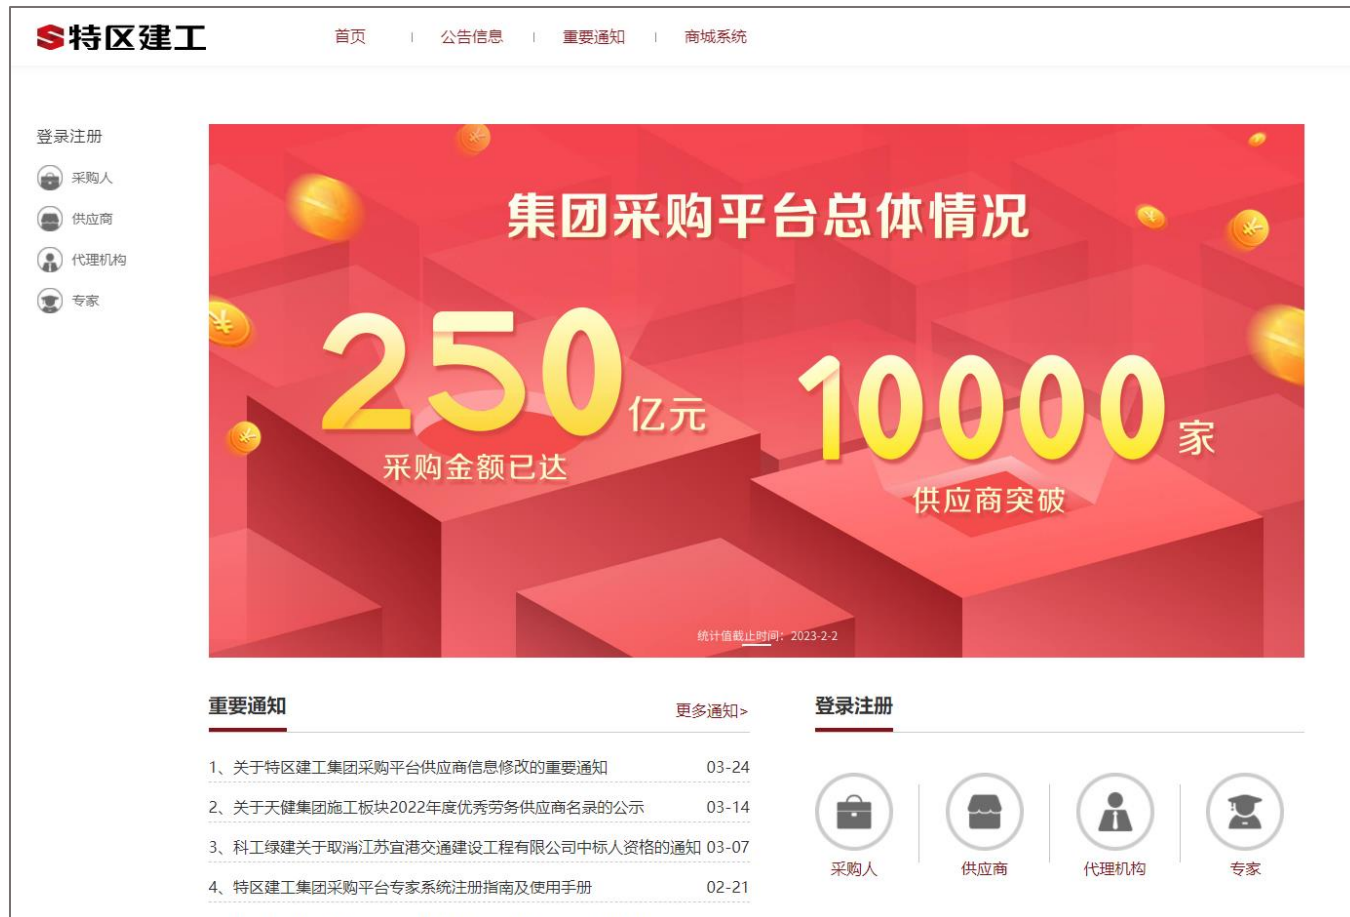 特区建工
首页
公告信息
重要通知
商城系统
登录注册
采购人
供应商
代理机构
专家
集团采购平台总体情况
250亿元
采购金额已达
10000家
供应商突破
统计值截止时间：2023-2-2
重要通知
更多通知>
1、关于特区建工集团采购平台供应商信息修改的重要通知 03-24
2、关于天健集团施工板块2022年度优秀劳务供应商名录的公示 03-14
3、科工绿建关于取消江苏宜港交通建设工程有限公司中标人资格的通知 03-07
4、特区建工集团采购平台专家系统注册指南及使用手册 02-21
登录注册
采购人
供应商
代理机构
专家